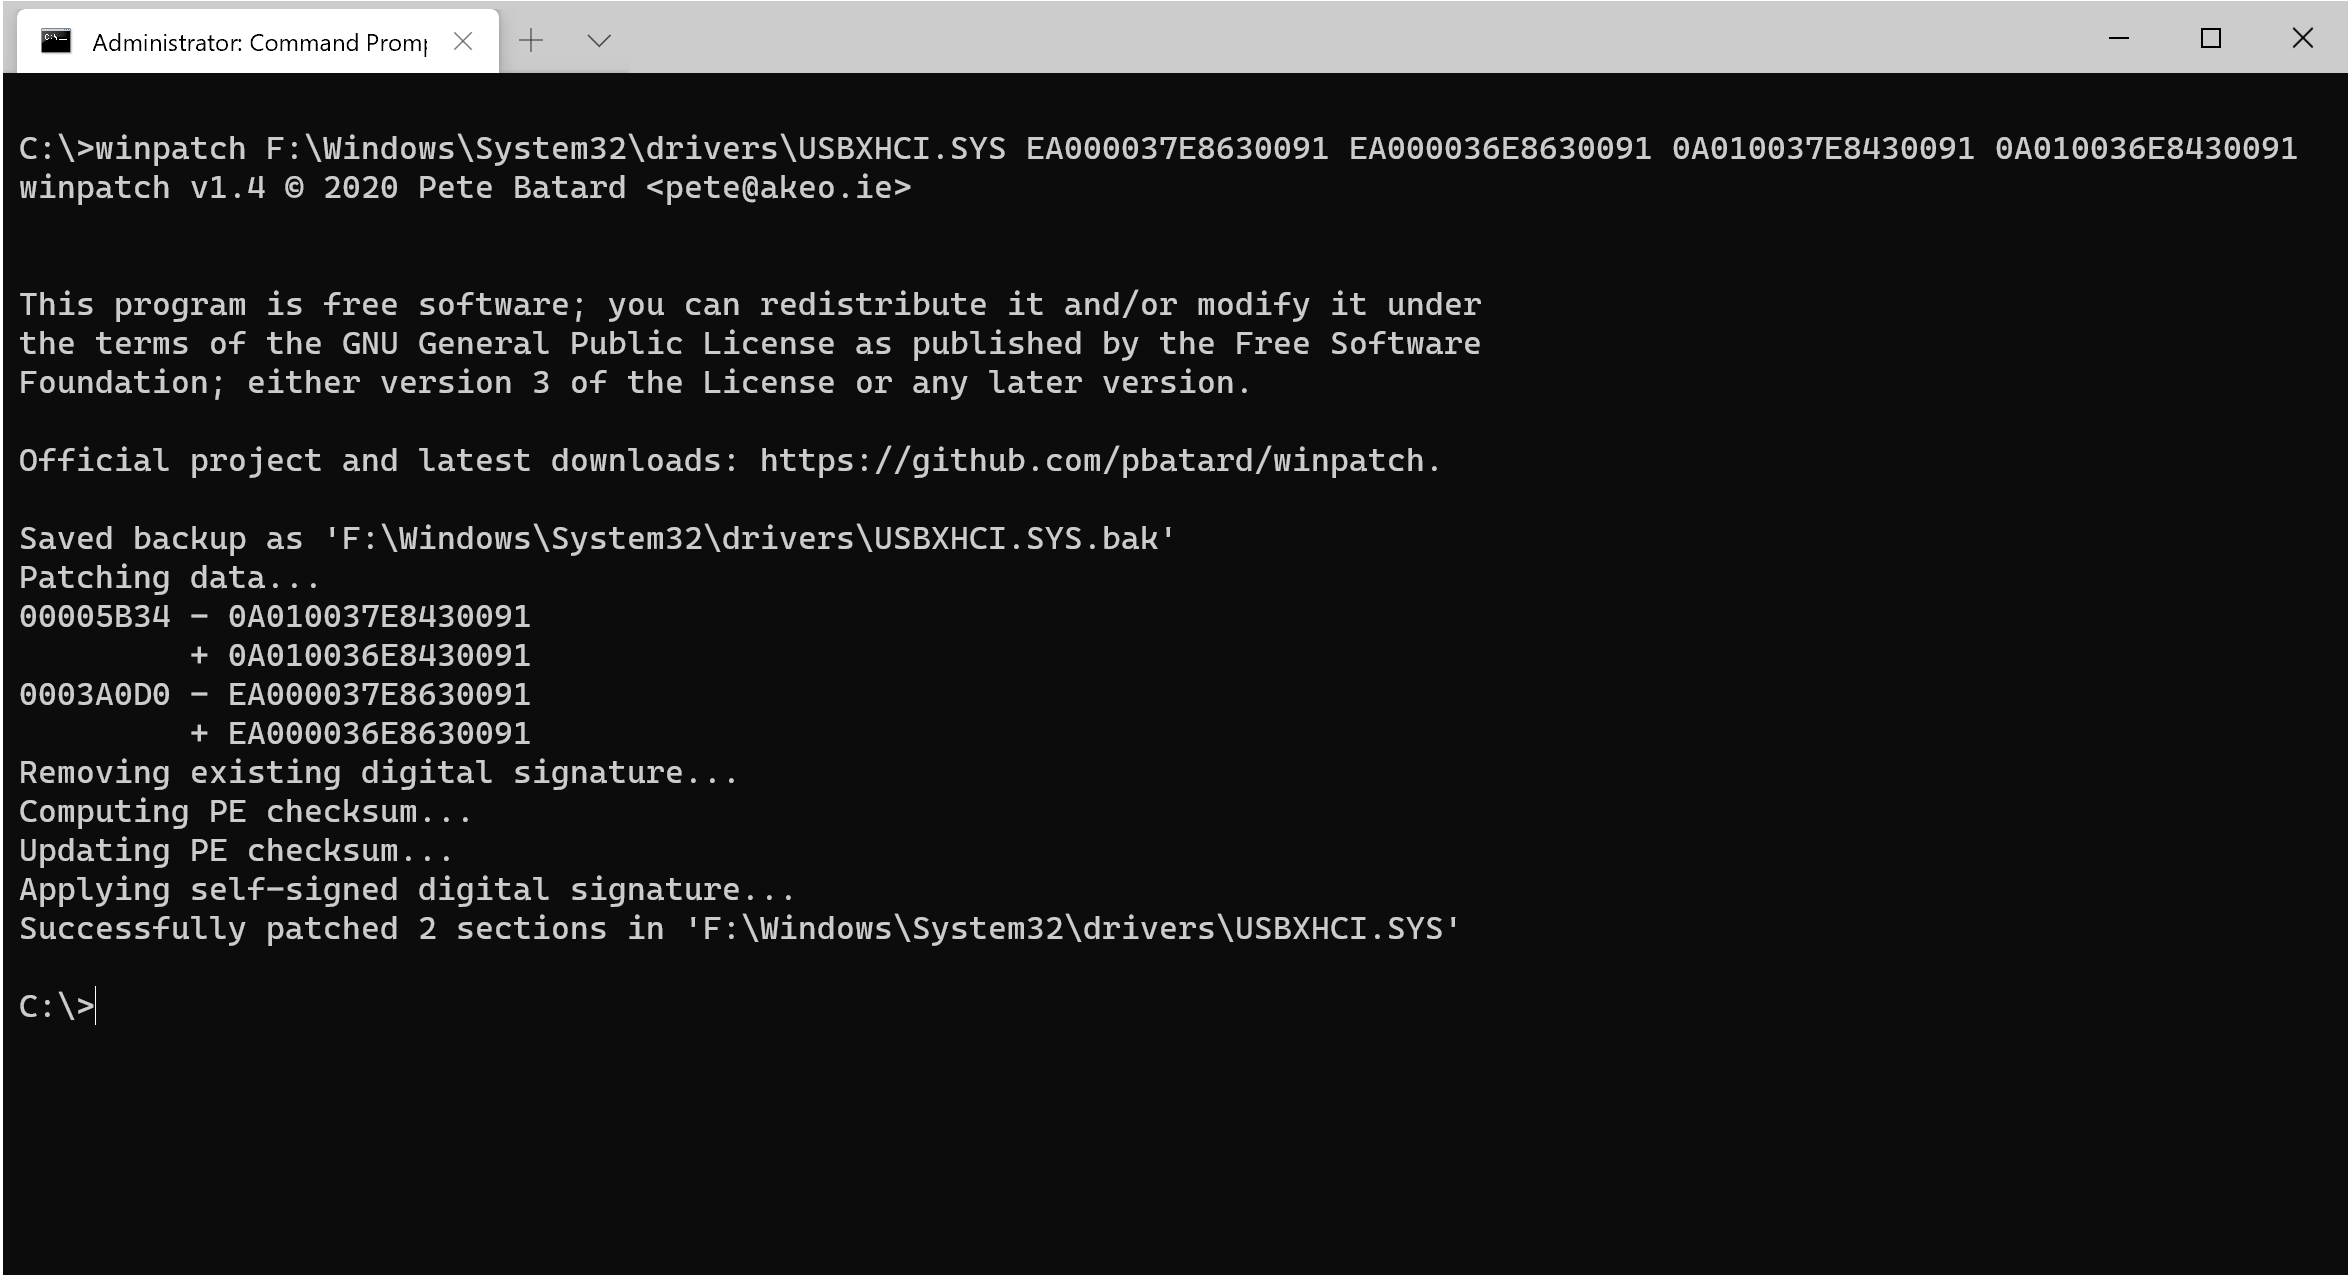 Administrator: Command Prom
C:\>winpatch F:\Windows\System32\drivers\USBXHCI.SYS EA000037E8630091 EA000036E8630091 0A010037E8430091 0A010036E8430091
winpatch v1.4 © 2020 Pete Batard <pete@akeo.ie>
This program is free software; you can redistribute it and/or modify it under
the terms of the GNU General Public License as published by the Free Software
Foundation; either version 3 of the License or any later version.
Official project and latest downloads: https://github.com/pbatard/winpatch.
Saved backup as 'F:\Windows\System32\drivers\USBXHCI.SYS.bak'
Patching data...
00005B34 - 0A010037E8430091
+ 0A010036E8430091
0003A0D0 - EA000037E8630091
+ EA000036E8630091
Removing existing digital signature...
Computing PE checksum...
Updating PE checksum...
Applying self-signed digital signature...
Successfully patched 2 sections in 'F:\Windows\System32\drivers\USBXHCI.SYS'
C:\>